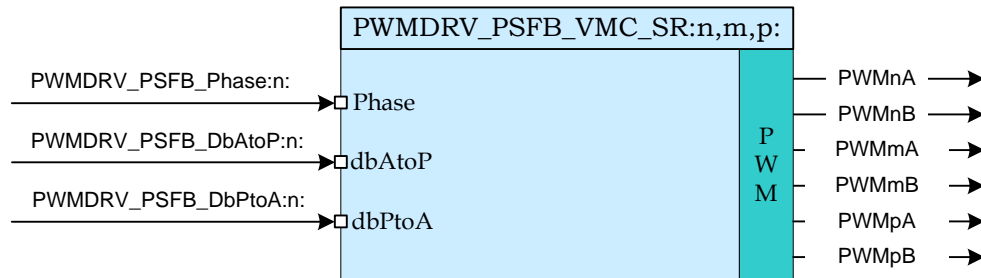 PWMDRV_PSFB_VMC_SR:n,m,p:
PWMDRV_PSFB_Phase:n:
Phase
PWMDRV_PSFB_DbAtoP:n:
dbAtoP
PWMDRV_PSFB_DbPtoA:n:
dbPtoA
P
W
M
PWMnA
PWMnB
PWMmA
PWMmB
PWMpA
PWMpB